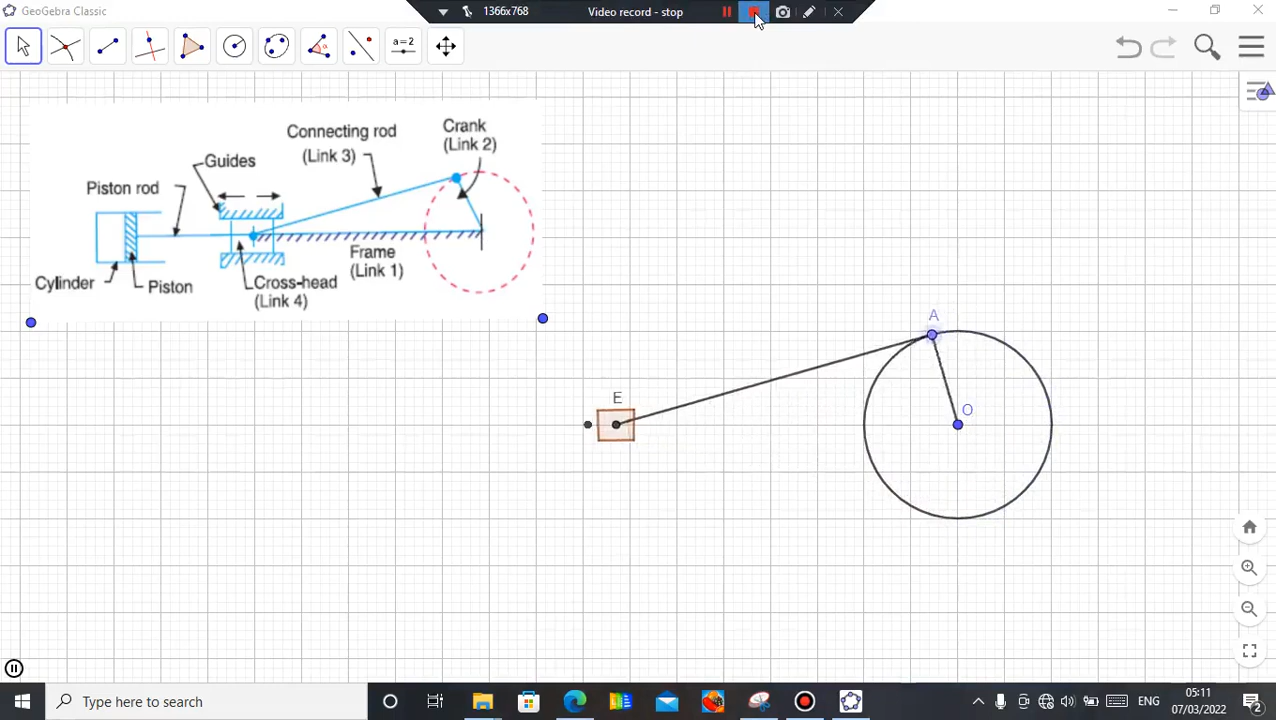 GeoGebra Classic
1366x768
Video record - stop
a=2
Connecting rod
(Link 3)
Crank
(Link 2)
Guides
Piston rod
Frame
(Link 1)
Cylinder
Piston
Cross-head
(Link 4)
A
E
O
Type here to search
ENG
05:11
07/03/2022
2